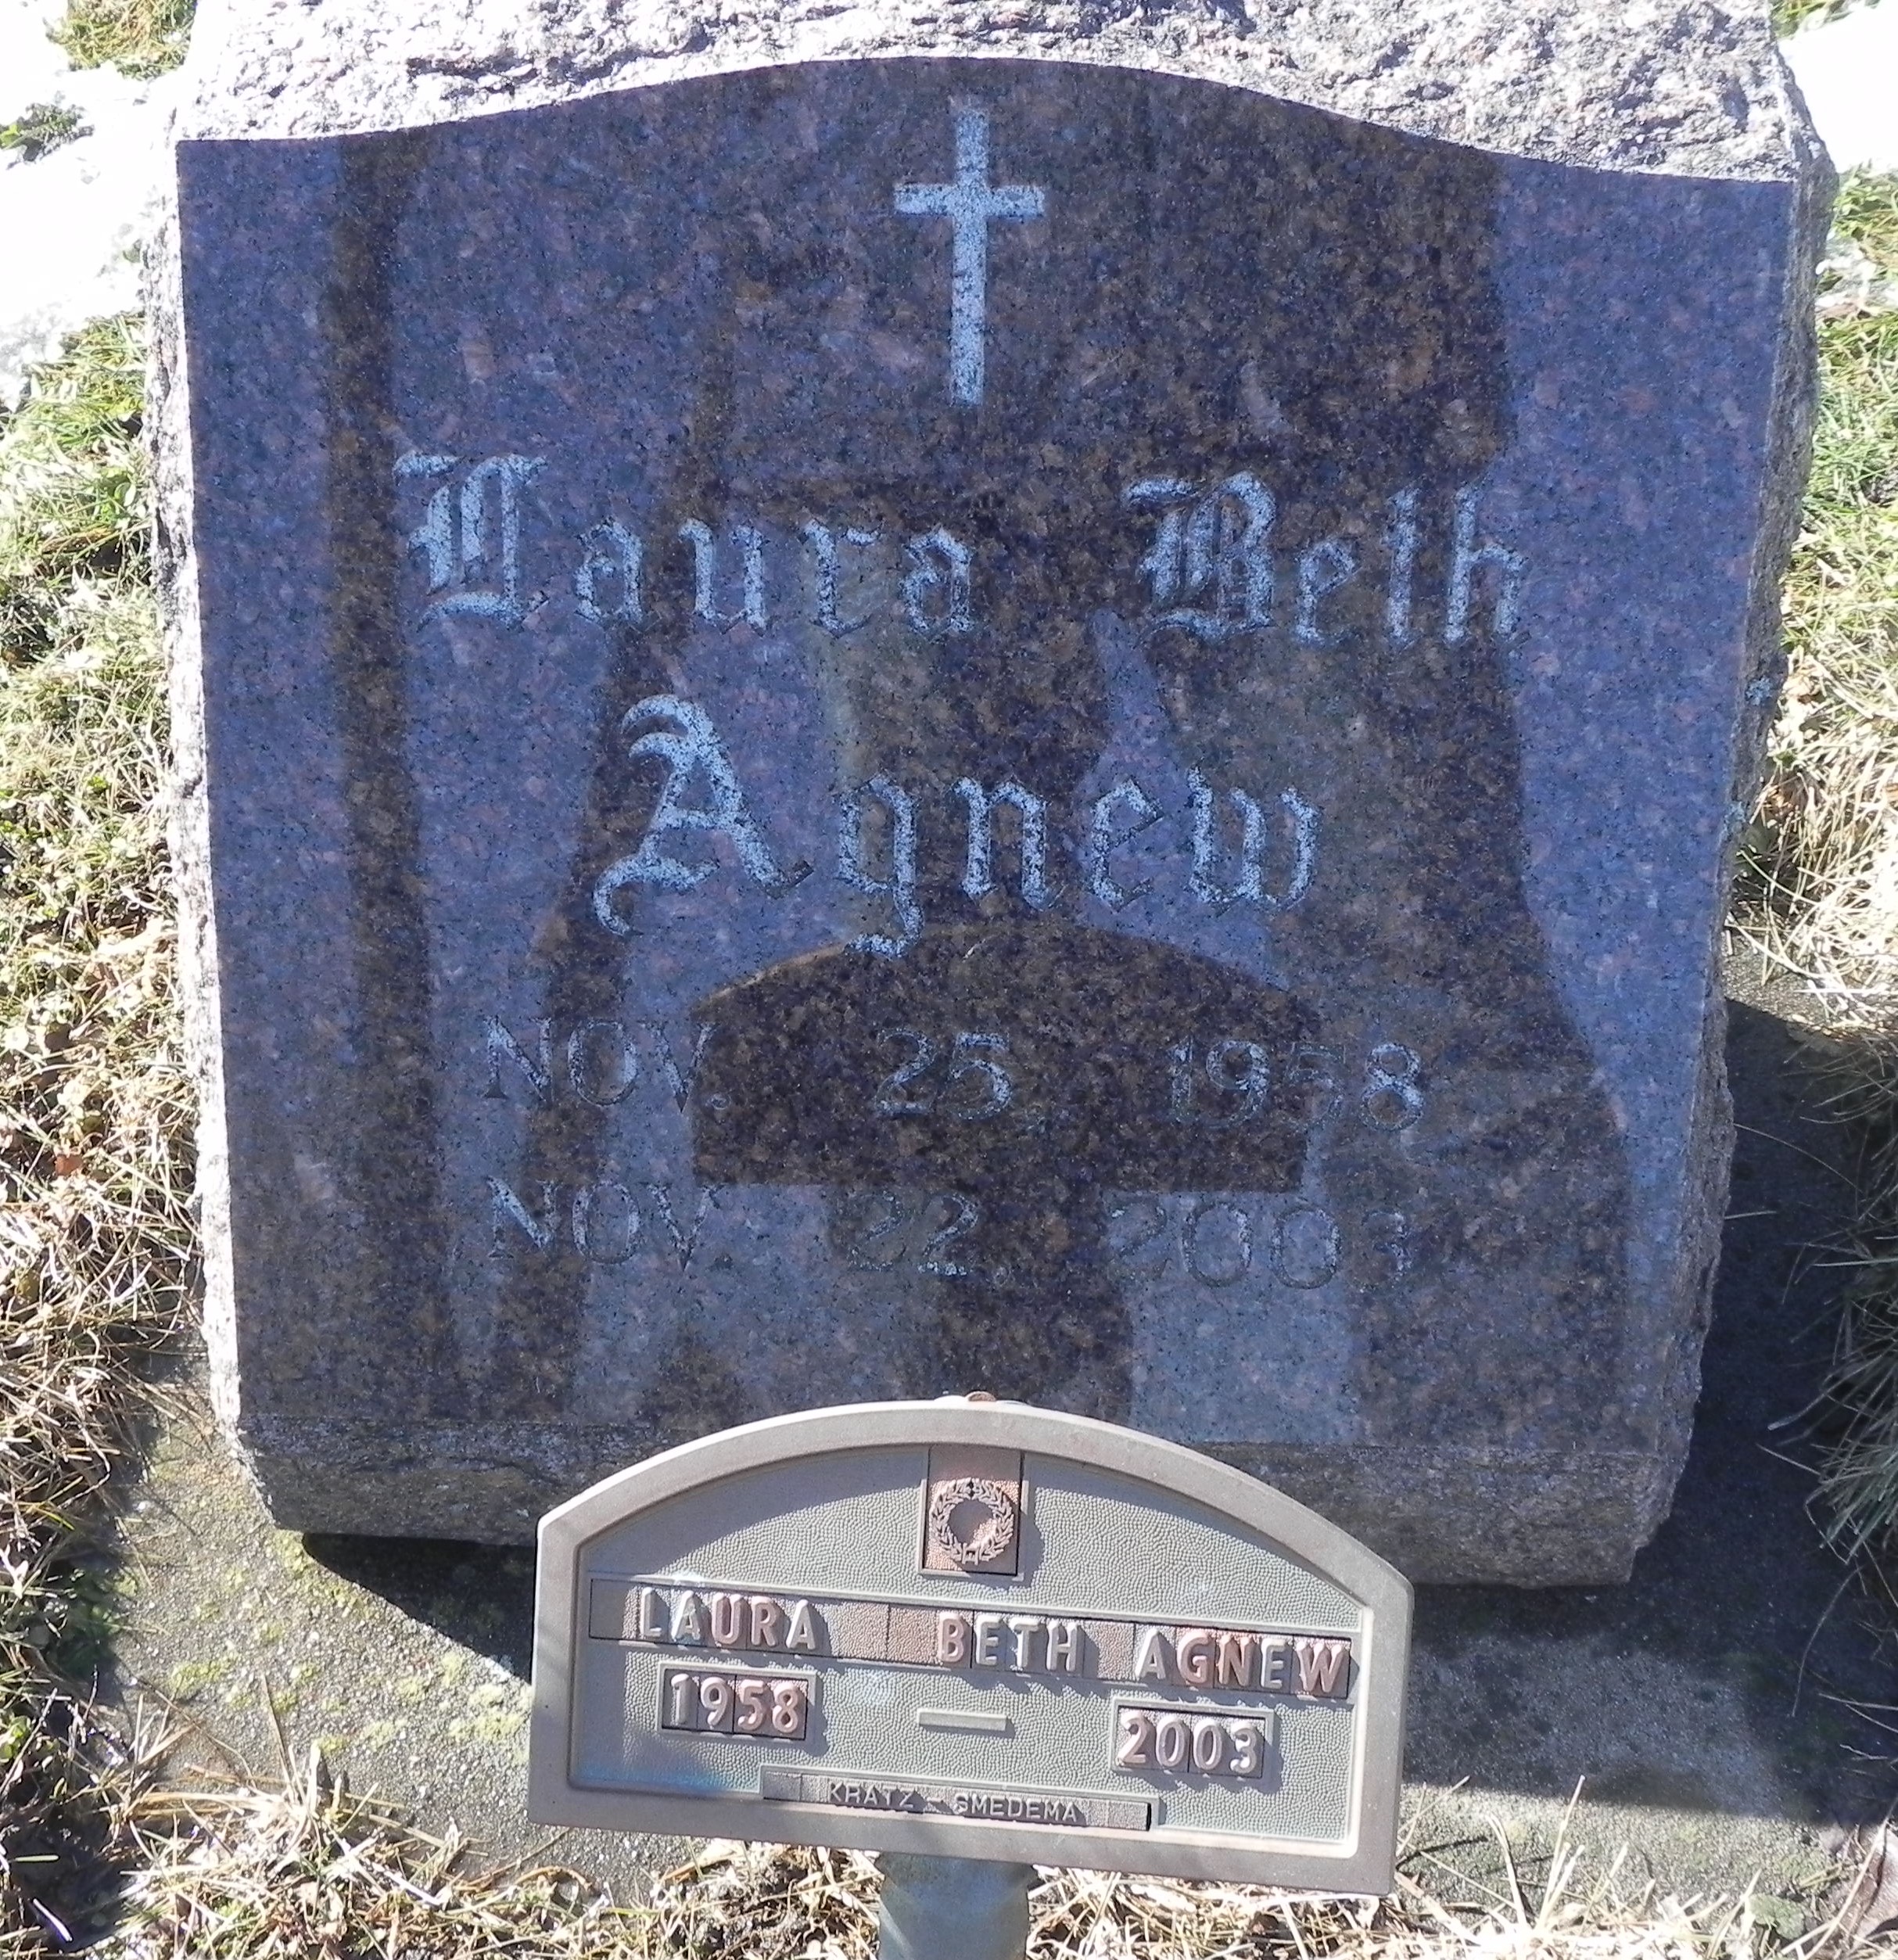 Laura Beth
Agnew
NOV. 25, 1958
NOV. 22, 2003
LAURA BETH AGNEW
1958 — 2003
KRATZ - SMEDEMA